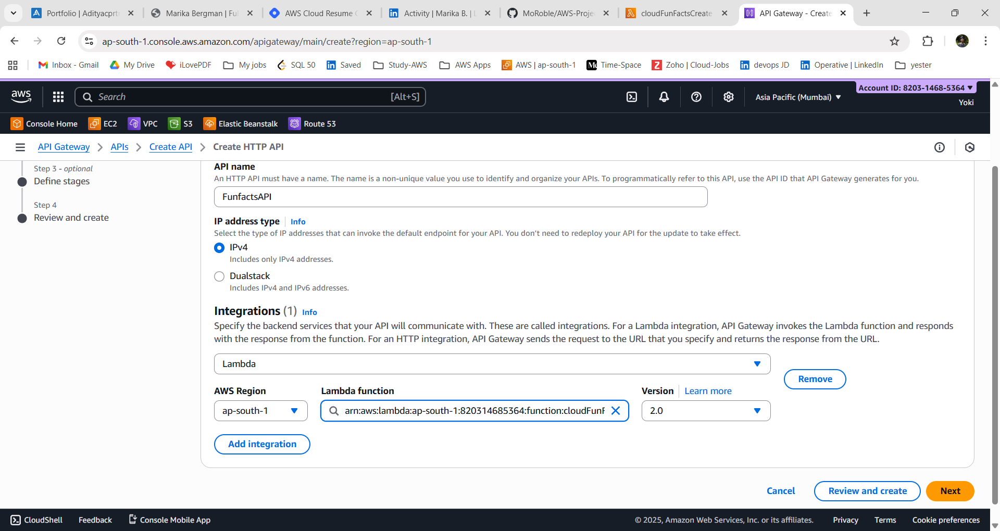 Portfolio | Adityacprt
Marika Bergman | Ful
AWS Cloud Resume C
Activity | Marika B. | L
MoRoble/AWS-Proje
cloudFunFactsCreate
API Gateway - Create
ap-south-1.console.aws.amazon.com/apigateway/main/create?region=ap-south-1
Inbox - Gmail
My Drive
iLovePDF
My jobs
SQL 50
Saved
Study-AWS
AWS Apps
AWS | ap-south-1
Time-Space
Zoho | Cloud-Jobs
devops JD
Operative | LinkedIn
yester
aws
Search
[Alt+S]
Asia Pacific (Mumbai)
Account ID: 8203-1468-5364
Yoki
Console Home
EC2
VPC
S3
Elastic Beanstalk
Route 53
API Gateway
APIs
Create API
Create HTTP API
Step 3 - optional
Define stages
Step 4
Review and create
API name
An HTTP API must have a name. The name is a non-unique value you use to identify and organize your APIs. To programmatically refer to this API, use the API ID that API Gateway generates for you.
FunfactsAPI
IP address type
Info
Select the type of IP addresses that can invoke the default endpoint for your API. You don't need to redeploy your API for the update to take effect.
IPv4
Includes only IPv4 addresses.
Dualstack
Includes IPv4 and IPv6 addresses.
Integrations (1) Info
Specify the backend services that your API will communicate with. These are called integrations. For a Lambda integration, API Gateway invokes the Lambda function and responds
with the response from the function. For an HTTP integration, API Gateway sends the request to the URL that you specify and returns the response from the URL.
Lambda
Remove
AWS Region
Lambda function
Version
Learn more
ap-south-1
arn:aws:lambda:ap-south-1:820314685364:function:cloudFunF
2.0
Add integration
Cancel
Review and create
Next
CloudShell
Feedback
Console Mobile App
© 2025, Amazon Web Services, Inc. or its affiliates.
Privacy
Terms
Cookie preferences